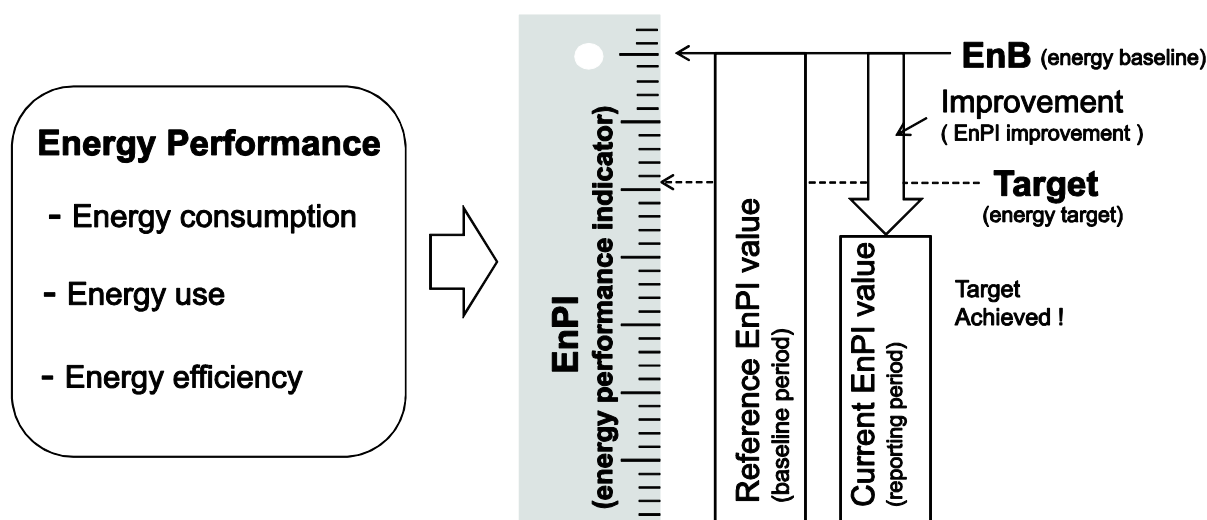 Energy Performance
- Energy consumption
- Energy use
- Energy efficiency
EnPI
(energy performance indicator)
Reference EnPI value
(baseline period)
Current EnPI value
(reporting period)
EnB (energy baseline)
Improvement
( EnPI improvement )
Target
(energy target)
Target
Achieved !